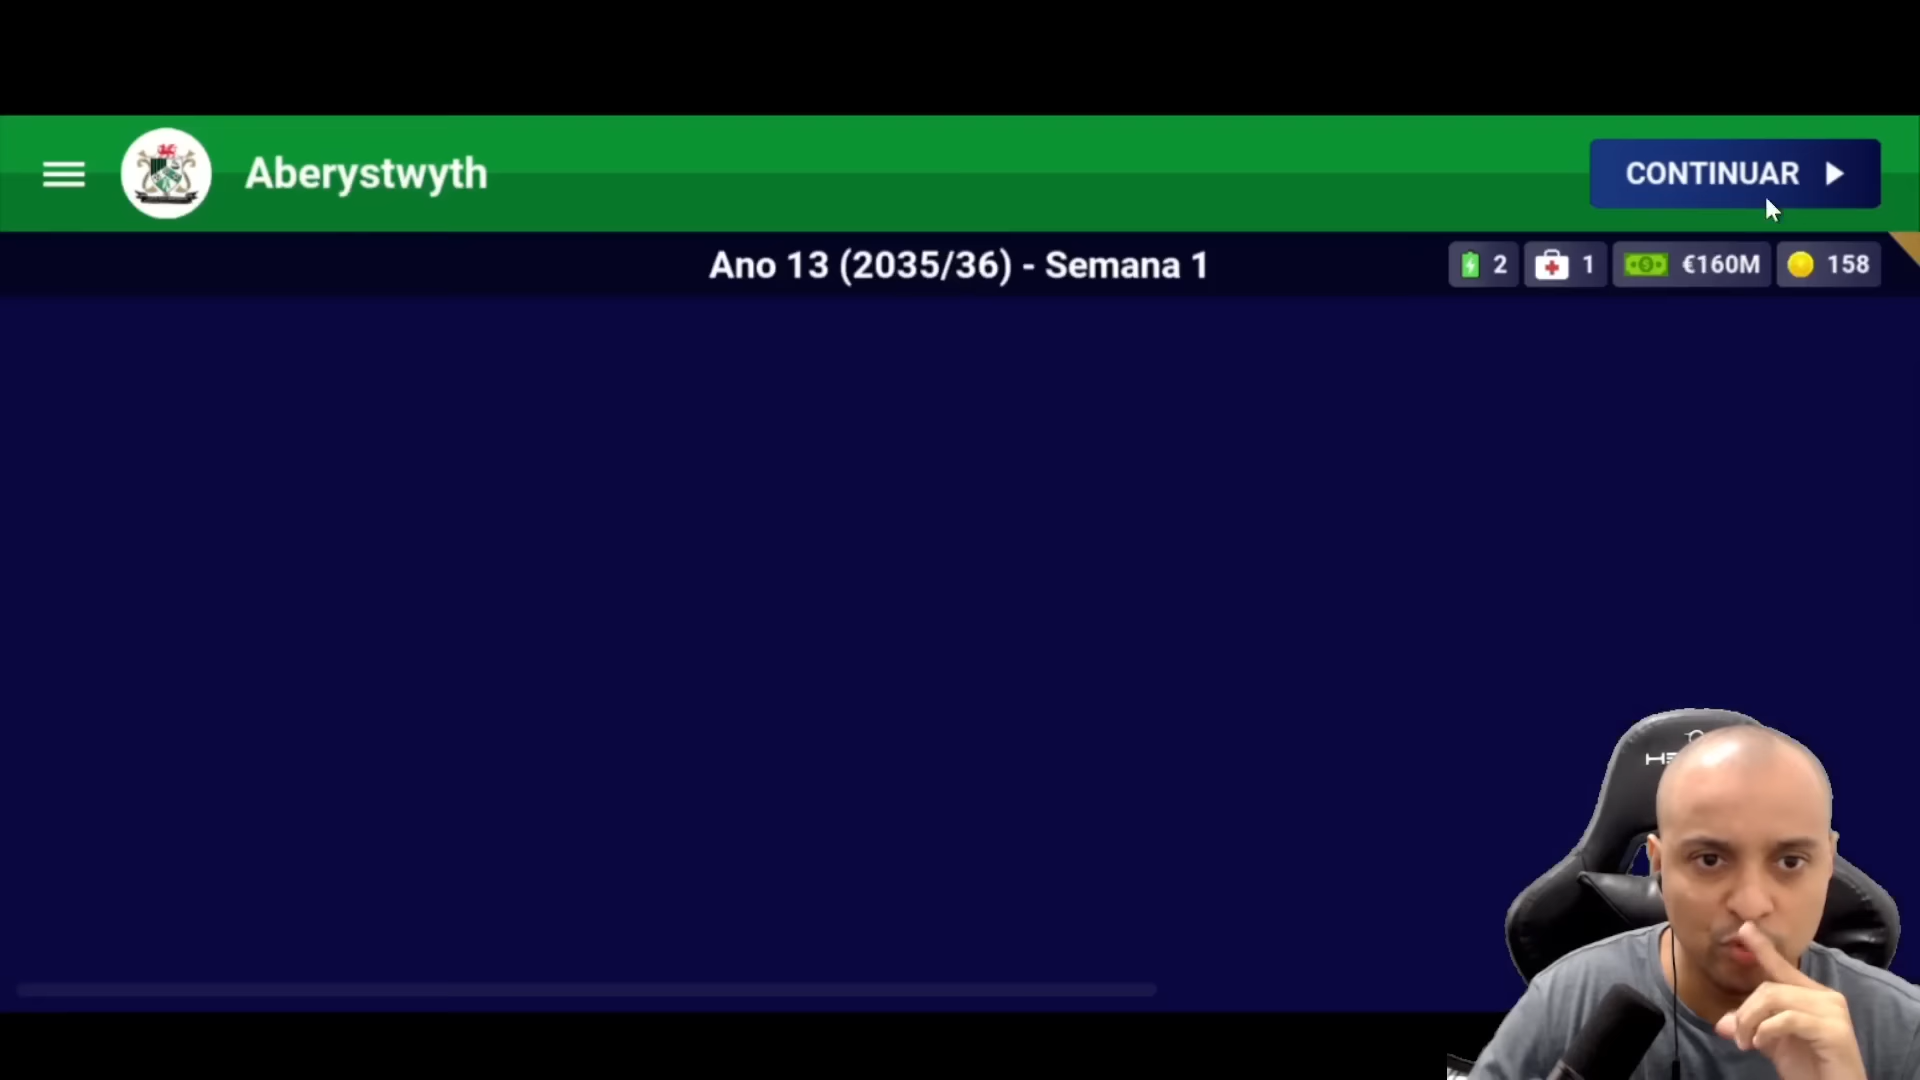 Aberystwyth
CONTINUAR
Ano 13 (2035/36) - Semana 1
2
1
€160M
158